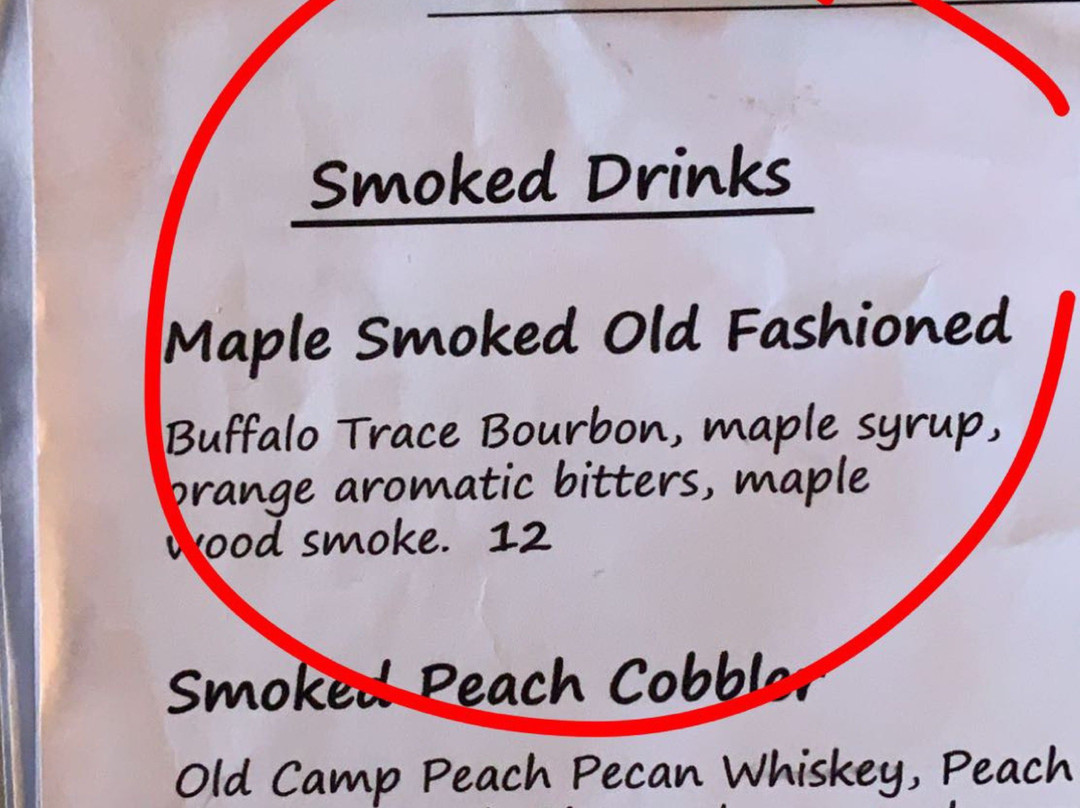 Smoked Drinks
Maple Smoked Old Fashioned
Buffalo Trace Bourbon, maple syrup,
orange aromatic bitters, maple
wood smoke. 12
Smoked Peach Cobbler
Old Camp Peach Pecan Whiskey, Peach